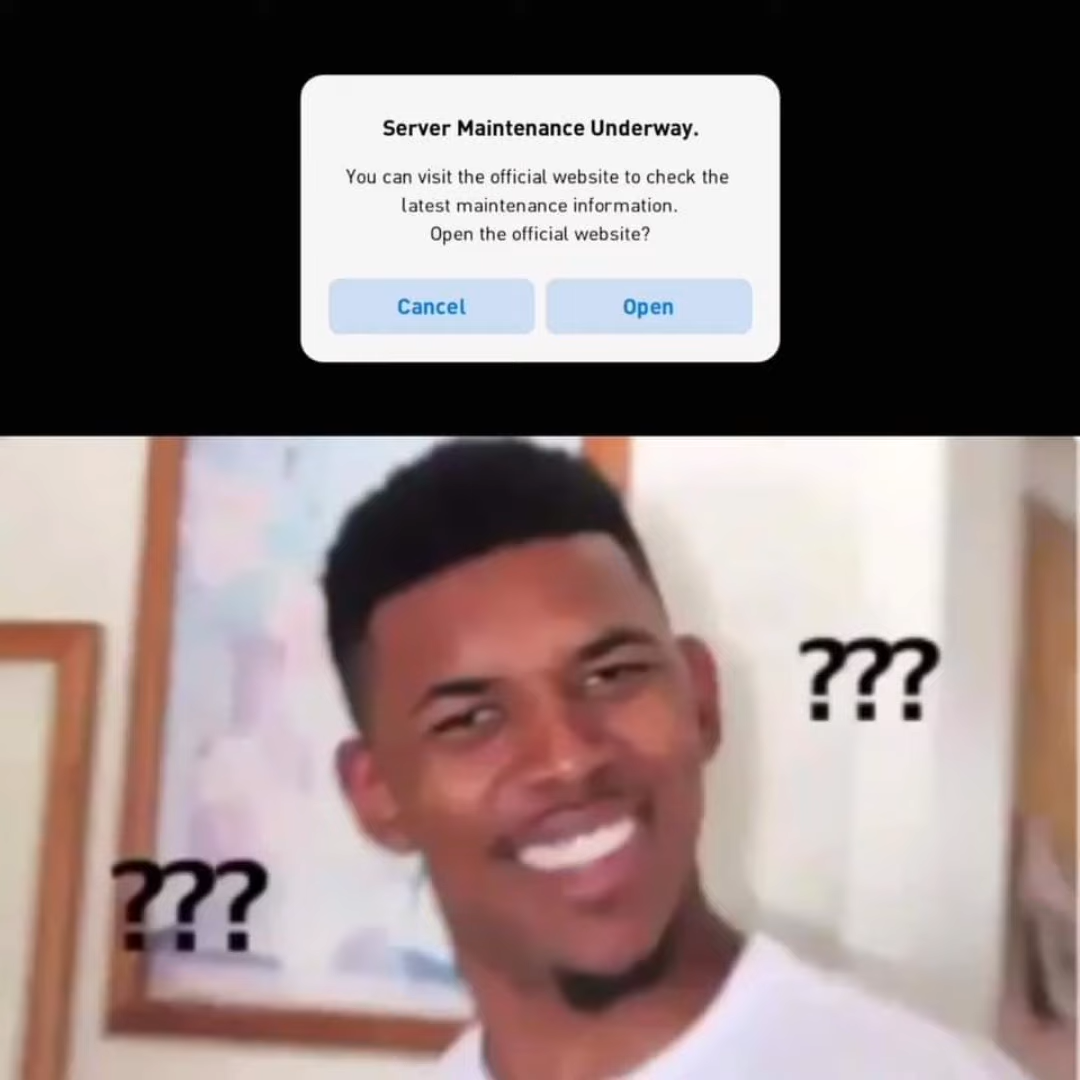 Server Maintenance Underway.
You can visit the official website to check the
latest maintenance information.
Open the official website?
Cancel Open
???
???